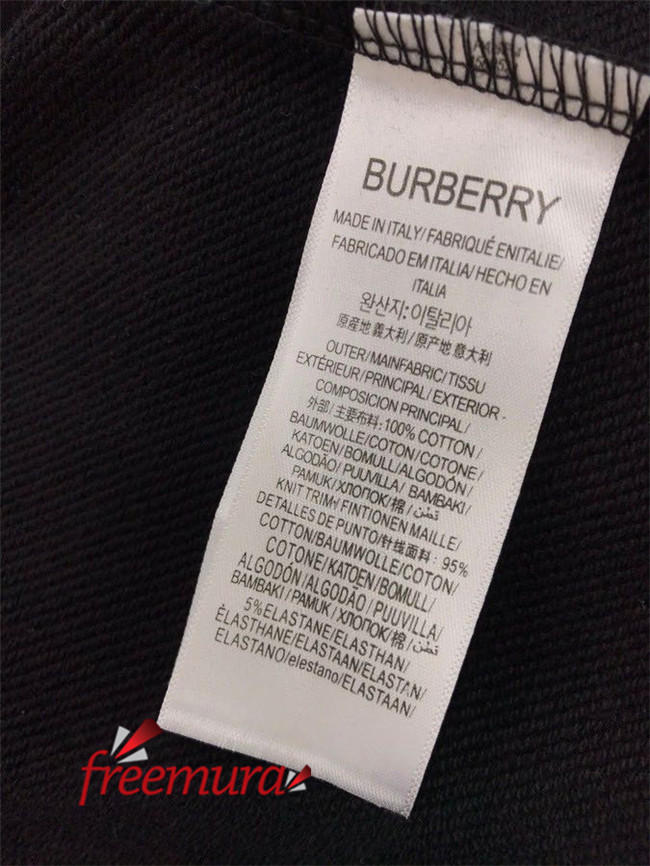 BURBERRY
MADE IN ITALY/FABRIQUÉ ENITALIE/
FABRICADO EM ITALIA/HECHO EN
ITALIA
완산지:이탈리아
原産地 義大利/原产地 意大利
OUTER/MAINFABRIC/TISSU
EXTÉRIEUR/PRINCIPAL/EXTERIOR-
COMPOSICION PRINCIPAL/
外部/主要布料:100% COTTON/
BAUMWOLLE/COTON/COTONE/
KATOEN/BOMULL/ALGODÓN/
ALGODÃO/PUUVILLA/BAMBAKI/
PAMUK/ХЛОПОК/棉/قطن
KNIT TRIM/FINTIONEN MAILLE/
DETALLES DE PUNTO/针线面料: 95%
COTTON/BAUMWOLLE/COTON/
COTONE/KATOEN/BOMULL/
ALGODÓN/ALGODÃO/PUUVILLA/
BAMBAKI/PAMUK/ХЛОПОК/棉/قطن
5%ELASTANE/ELASTHAN/
ÉLASTHANE/ELASTAAN/ELASTAN/
ELASTANO/elestano/ELASTAAN/
freemura